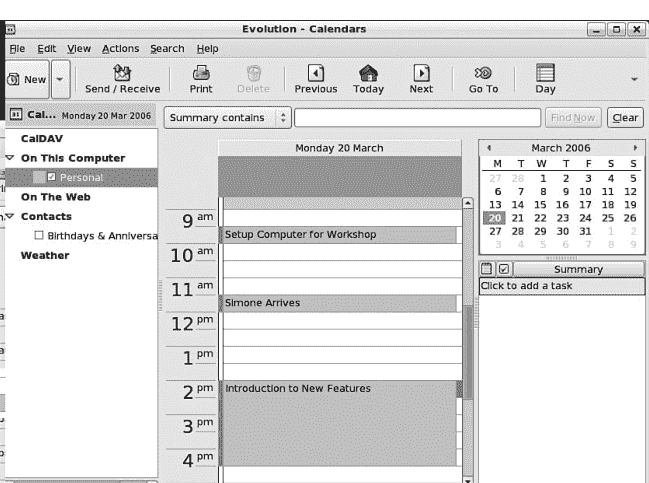 Evolution - Calendars
File Edit View Actions Search Help
New Send / Receive Print Delete Previous Today Next Go To Day
Cal... Monday 20 Mar 2006 Summary contains Find Now Clear
CalDAV
On This Computer
Personal
On The Web
Contacts
Birthdays & Anniversa
Weather
Monday 20 March
9 am
Setup Computer for Workshop
10 am
11 am
Simone Arrives
12 pm
1 pm
2 pm Introduction to New Features
3 pm
4 pm
March 2006
M T W T F S S
27 28 1 2 3 4 5
6 7 8 9 10 11 12
13 14 15 16 17 18 19
20 21 22 23 24 25 26
27 28 29 30 31 1 2
3 4 5 6 7 8 9
Summary
Click to add a task